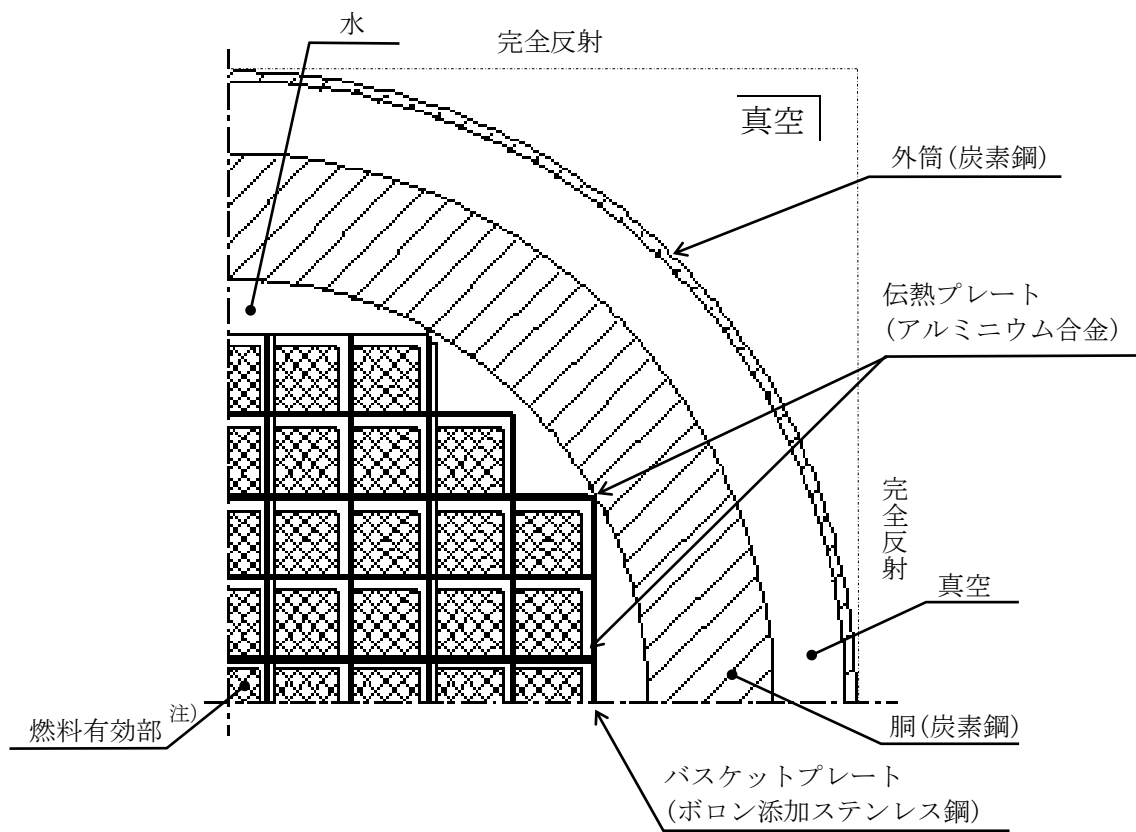 水
完全反射
真空
外筒(炭素鋼)
伝熱プレート
(アルミニウム合金)
完全反射
真空
燃料有効部注)
胴(炭素鋼)
バスケットプレート
(ボロン添加ステンレス鋼)